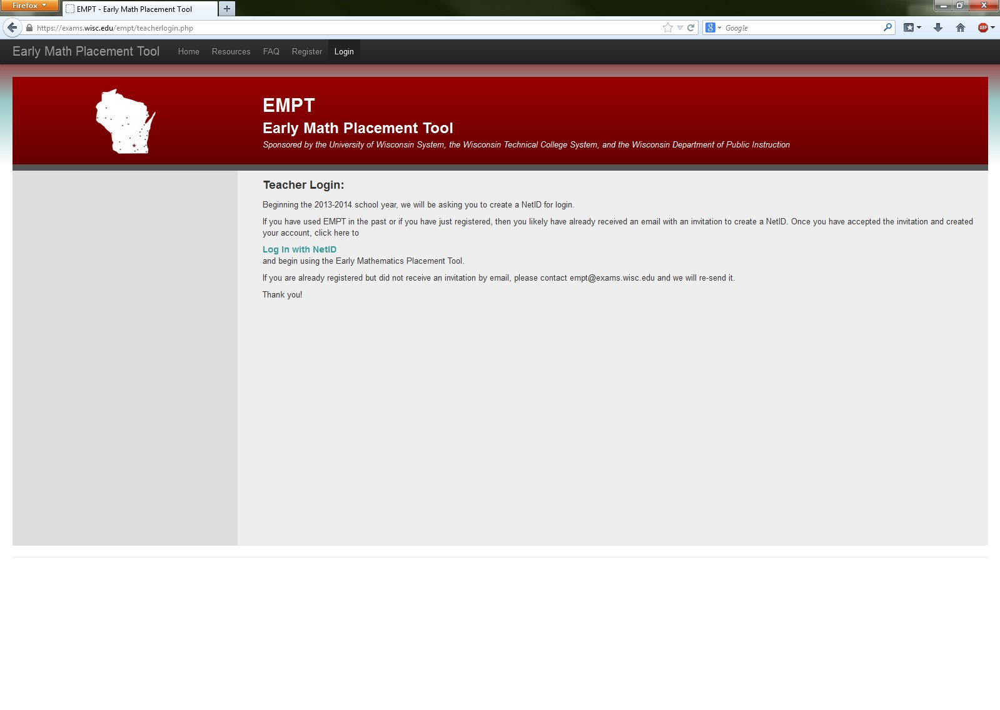 Firefox
EMPT - Early Math Placement Tool
https://exams.wisc.edu/empt/teacherlogin.php
8
Google
ABP
Early Math Placement Tool Home Resources FAQ Register Login
EMPT
Early Math Placement Tool
Sponsored by the University of Wisconsin System, the Wisconsin Technical College System, and the Wisconsin Department of Public Instruction
Teacher Login:
Beginning the 2013-2014 school year, we will be asking you to create a NetID for login.
If you have used EMPT in the past or if you have just registered, then you likely have already received an email with an invitation to create a NetID. Once you have accepted the invitation and created
your account, click here to
Log In with NetID
and begin using the Early Mathematics Placement Tool.
If you are already registered but did not receive an invitation by email, please contact empt@exams.wisc.edu and we will re-send it.
Thank you!